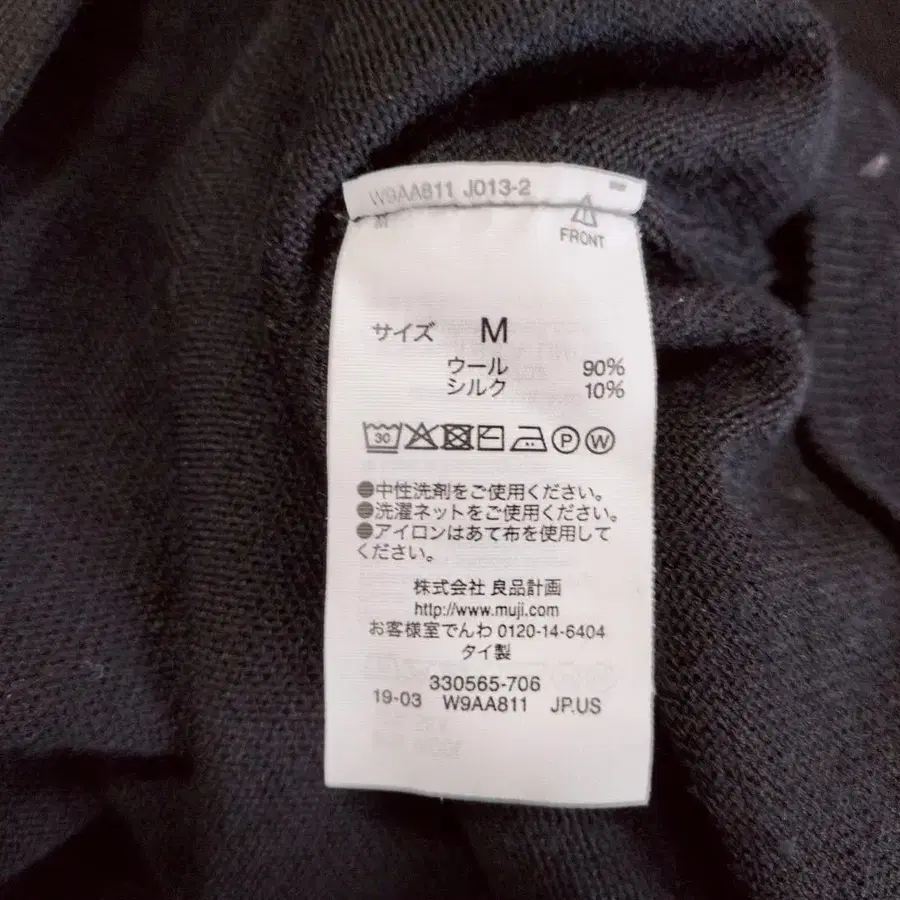 W9AA811 J013-2
M
FRONT
サイズ M
ウール 90%
シルク 10%
30 P W
●中性洗剤をご使用ください。
●洗濯ネットをご使用ください。
●アイロンはあて布を使用して
ください。
株式会社 良品計画
http://www.muji.com
お客様室でんわ 0120-14-6404
タイ製
330565-706
19-03 W9AA811 JP.US